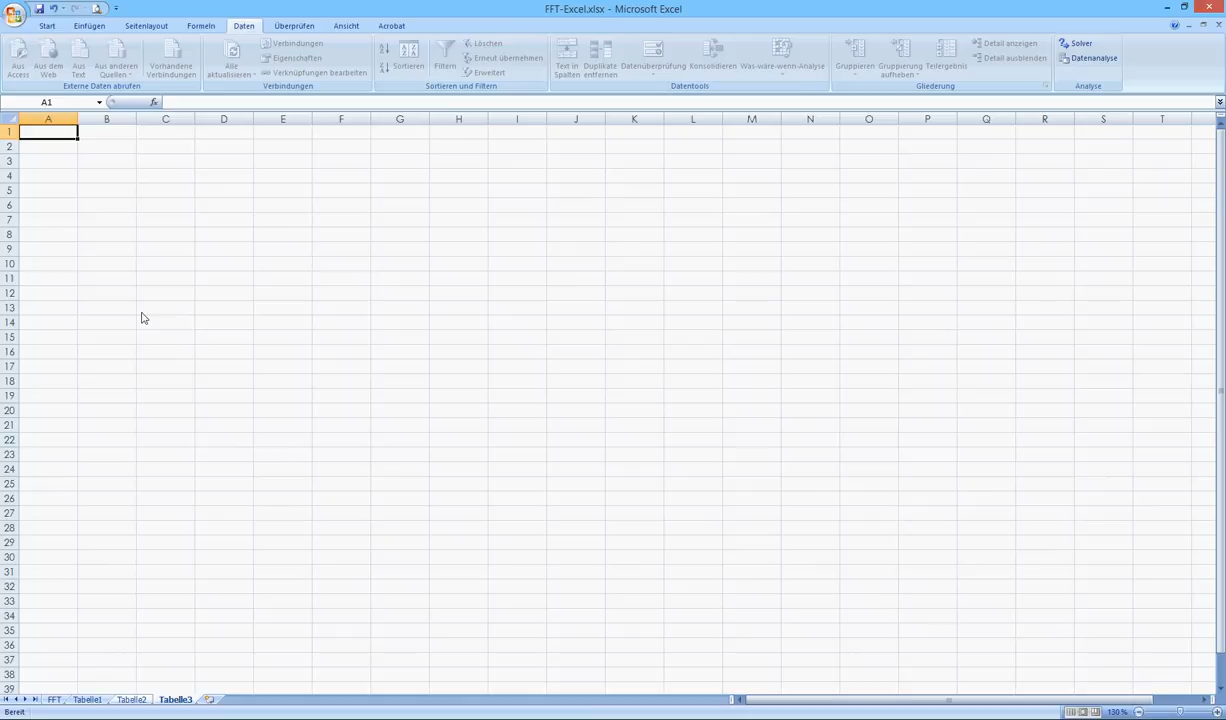 FFT-Excel.xlsx - Microsoft Excel
Start Einfügen Seitenlayout Formeln Daten Überprüfen Ansicht Acrobat
Aus Access
Aus dem Web
Aus Text
Aus anderen Quellen
Vorhandene Verbindungen
Externe Daten abrufen
Alle aktualisieren
Verbindungen
Eigenschaften
Verknüpfungen bearbeiten
Verbindungen
Sortieren
Filtern
Löschen
Erneut übernehmen
Erweitert
Sortieren und Filtern
Text in Spalten
Duplikate entfernen
Datenüberprüfung
Konsolidieren
Was-wäre-wenn-Analyse
Datentools
Gruppieren
Gruppierung aufheben
Teilergebnis
Detail anzeigen
Detail ausblenden
Gliederung
Solver
Datenanalyse
Analyse
A1 fx
A B C D E F G H I J K L M N O P Q R S T
1
2
3
4
5
6
7
8
9
10
11
12
13
14
15
16
17
18
19
20
21
22
23
24
25
26
27
28
29
30
31
32
33
34
35
36
37
38
39
FFT Tabelle1 Tabelle2 Tabelle3
Bereit 130 %